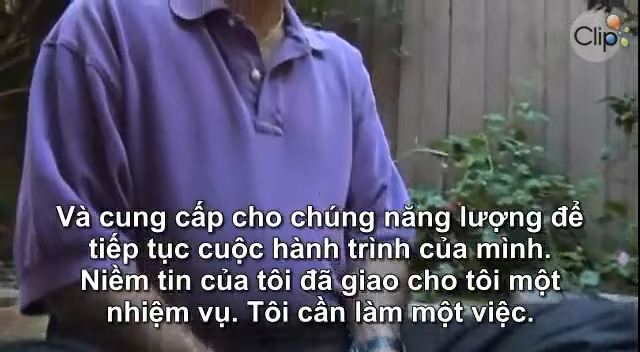 Clip
Và cung cấp cho chúng năng lượng để
tiếp tục cuộc hành trình của mình.
Niềm tin của tôi đã giao cho tôi một
nhiệm vụ. Tôi cần làm một việc.